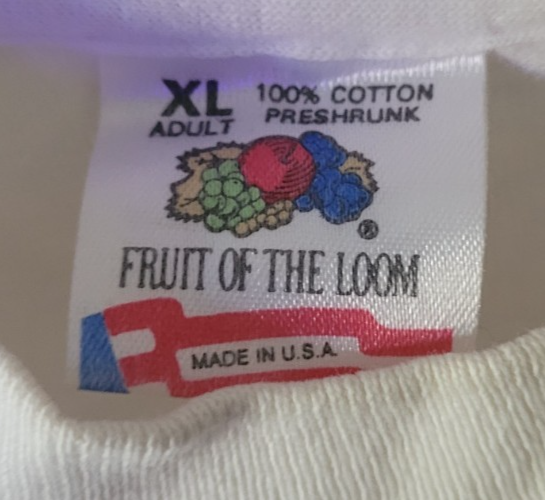 XL 100% COTTON
ADULT PRESHRUNK
®
FRUIT OF THE LOOM
MADE IN U.S.A.